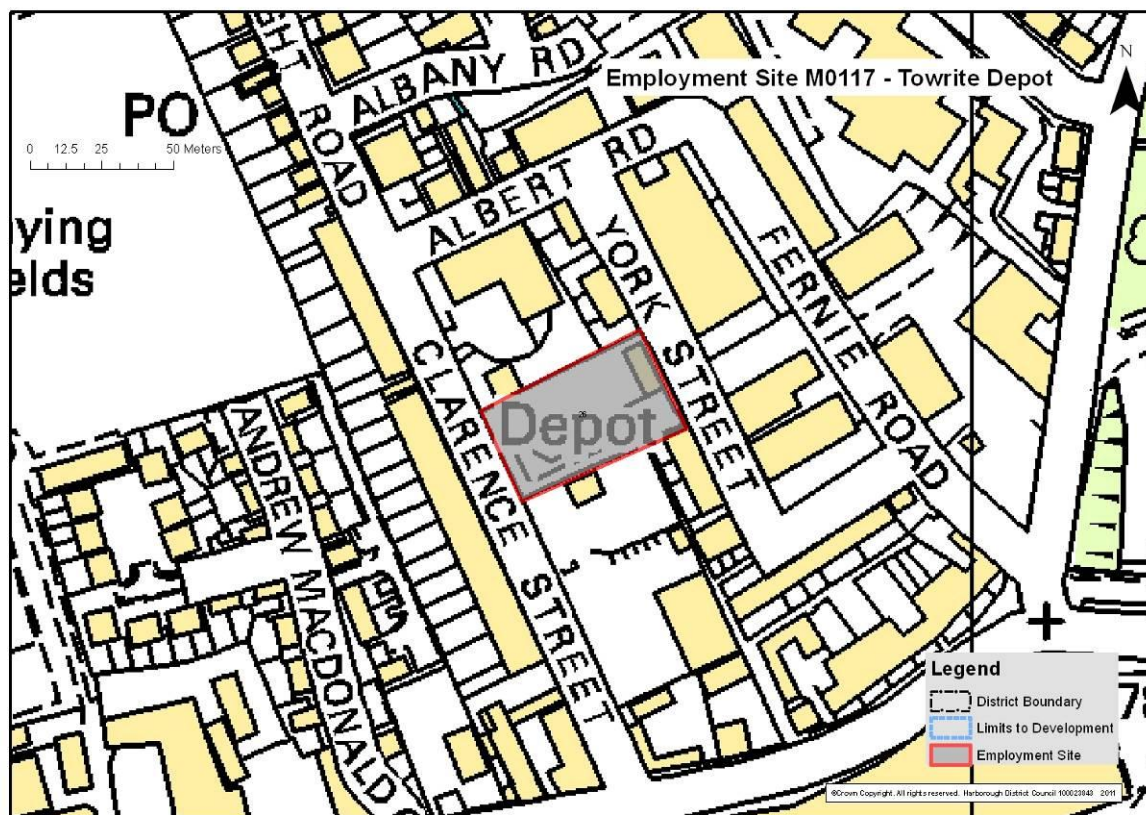 Employment Site M0117 - Towrite Depot
N
ALBANY RD
PO
0 12.5 25 50 Meters
ROAD
ALBERT RD
ying
elds
YORK STREET
FERNIE ROAD
CLARENCE STREET
Depot
ANDREW MACDONALD
Legend
District Boundary
Limits to Development
Employment Site
©Crown Copyright. All rights reserved. Harborough District Council 100023843 2011